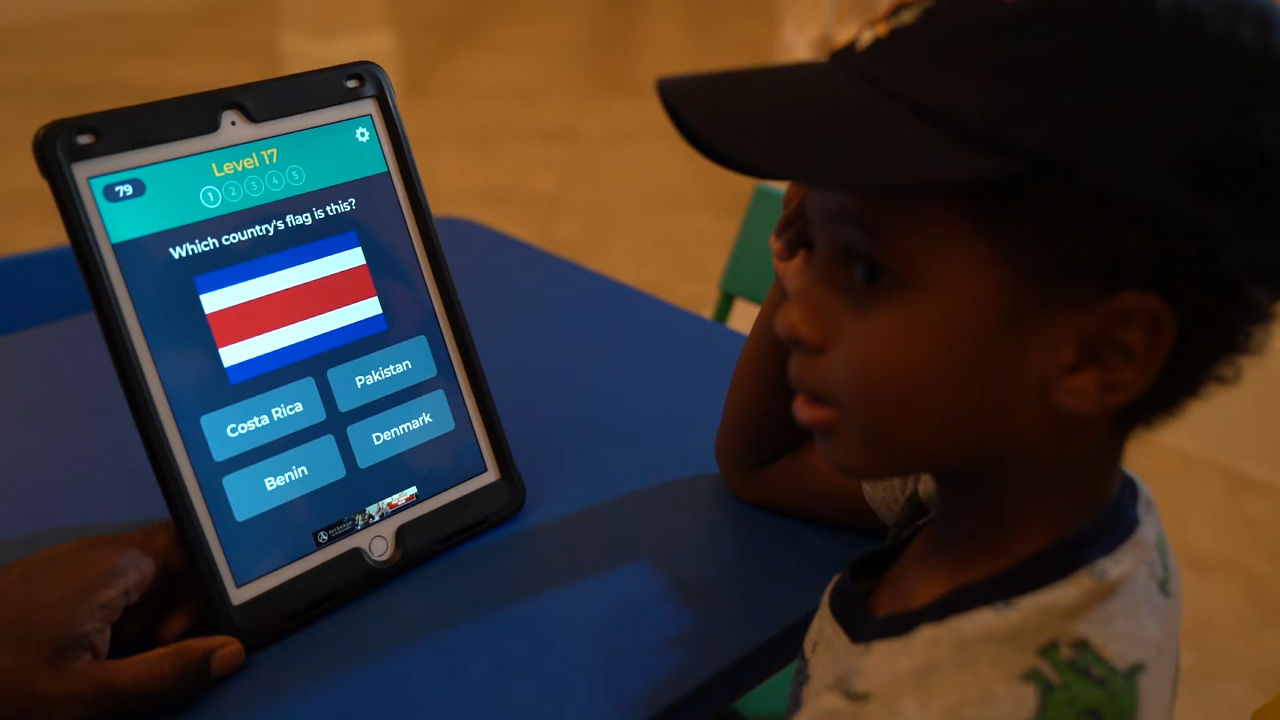 Level 17
79
1 2 3 4 5
Which country's flag is this?
Costa Rica
Pakistan
Benin
Denmark